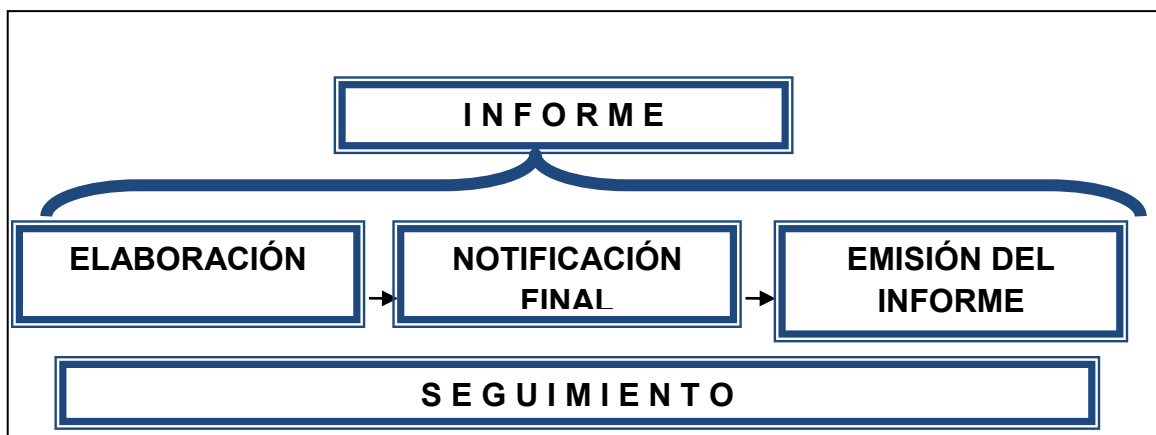 I N F O R M E
ELABORACIÓN
NOTIFICACIÓN
FINAL
EMISIÓN DEL
INFORME
S E G U I M I E N T O